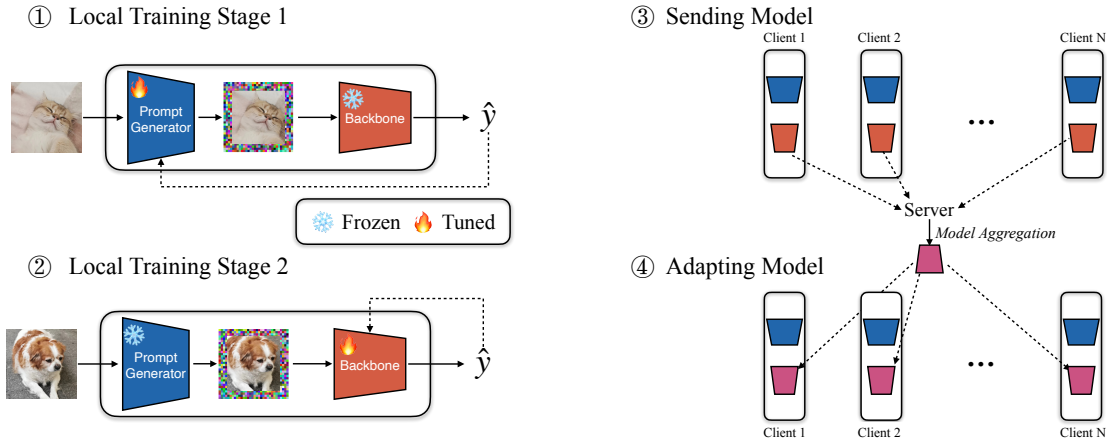 ① Local Training Stage 1
Prompt
Generator
Backbone
ŷ
Frozen Tuned
② Local Training Stage 2
Prompt
Generator
Backbone
ŷ
③ Sending Model
Client 1 Client 2 Client N
...
Server
Model Aggregation
④ Adapting Model
...
Client 1 Client 2 Client N